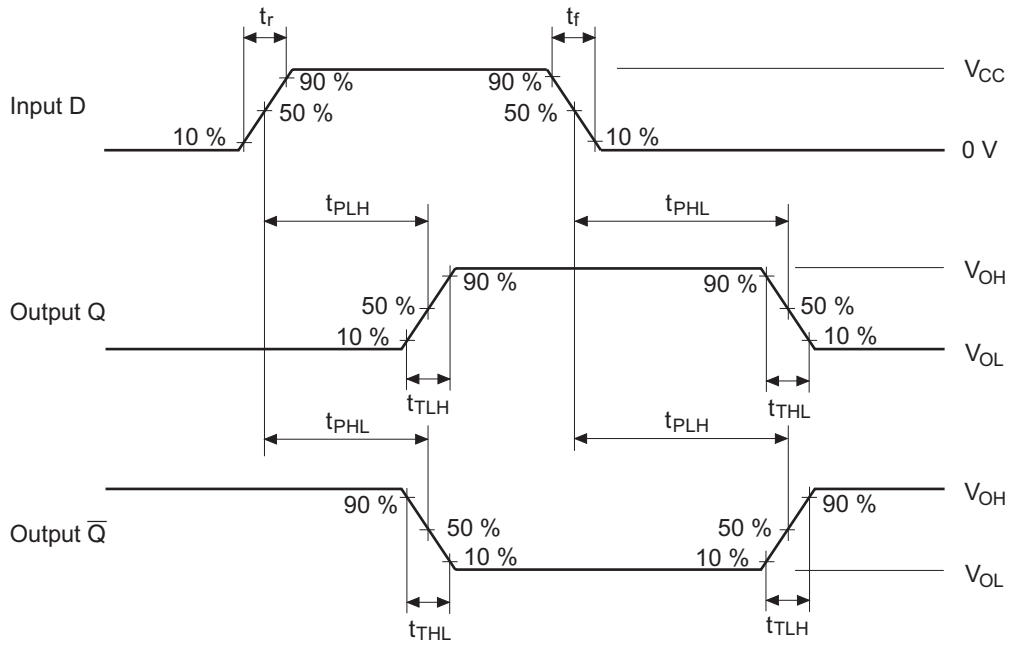 tr tf
90 % 90 % VCC
Input D 50 % 50 %
10 % 10 % 0 V
tPLH tPHL
90 % 90 % VOH
Output Q 50 % 50 %
10 % 10 % VOL
tTLH tTHL
tPHL tPLH
90 % 90 % VOH
Output Q̅ 50 % 50 %
10 % 10 % VOL
tTHL tTLH